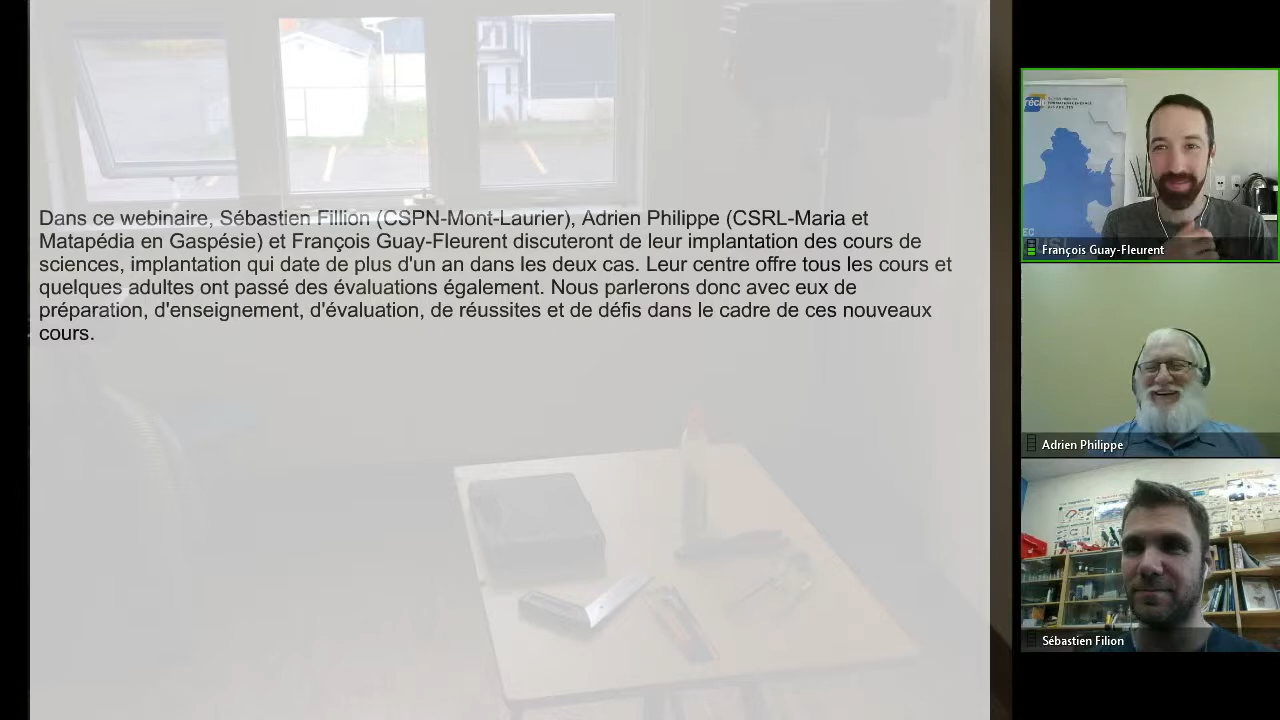 Dans ce webinaire, Sébastien Fillion (CSPN-Mont-Laurier), Adrien Philippe (CSRL-Maria et
Matapédia en Gaspésie) et François Guay-Fleurent discuteront de leur implantation des cours de
sciences, implantation qui date de plus d'un an dans les deux cas. Leur centre offre tous les cours et
quelques adultes ont passé des évaluations également. Nous parlerons donc avec eux de
préparation, d'enseignement, d'évaluation, de réussites et de défis dans le cadre de ces nouveaux
cours.
récit
François Guay-Fleurent
Adrien Philippe
Sébastien Filion